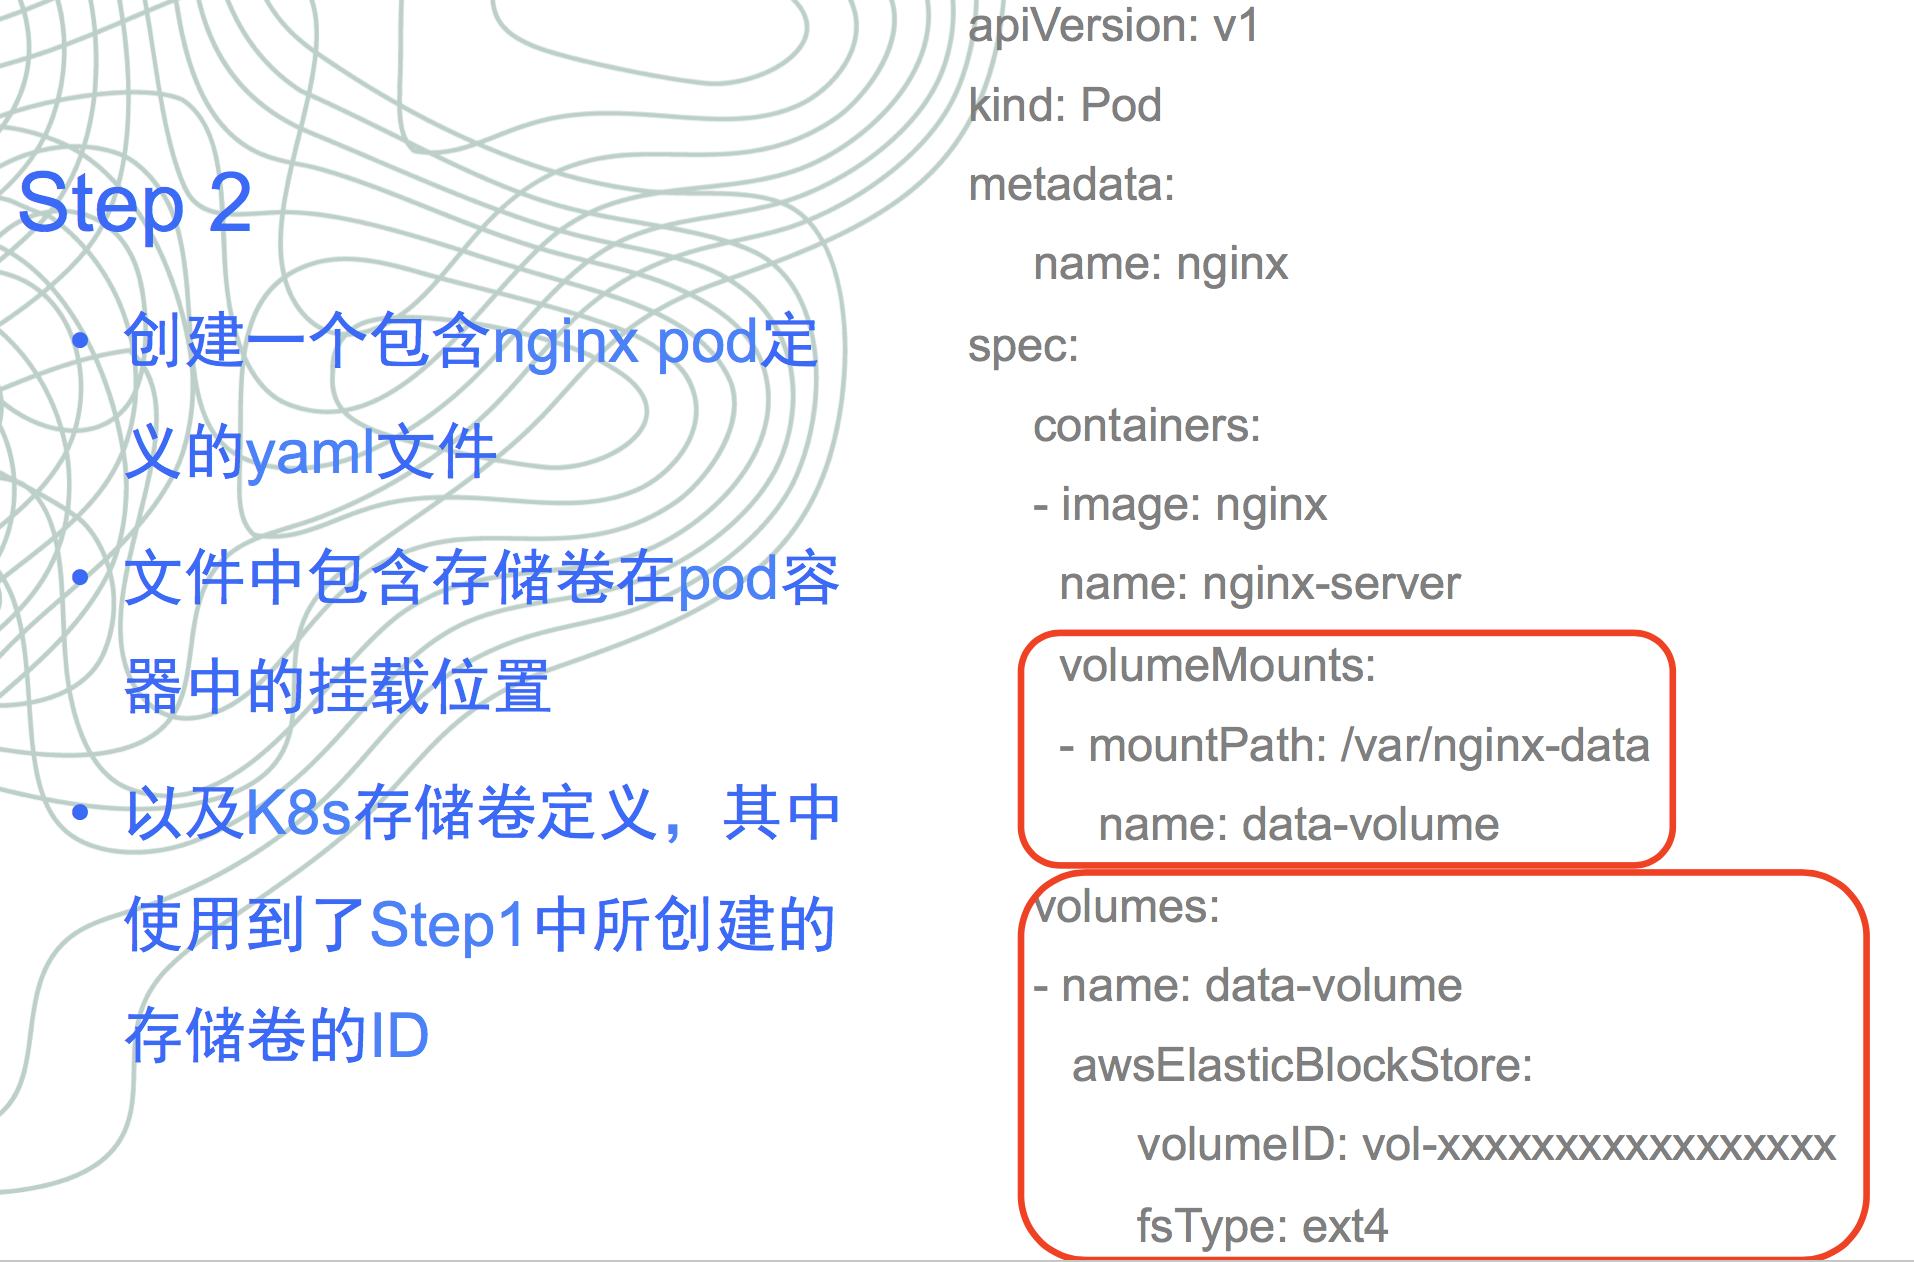 Step 2
• 创建一个包含nginx pod定
义的yaml文件
• 文件中包含存储卷在pod容
器中的挂载位置
• 以及K8s存储卷定义，其中
使用到了Step1中所创建的
存储卷的ID
apiVersion: v1
kind: Pod
metadata:
name: nginx
spec:
containers:
- image: nginx
name: nginx-server
volumeMounts:
- mountPath: /var/nginx-data
name: data-volume
volumes:
- name: data-volume
awsElasticBlockStore:
volumeID: vol-xxxxxxxxxxxxxxxxx
fsType: ext4